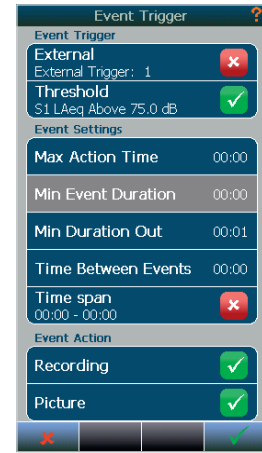 Event Trigger ?
Event Trigger
External
External Trigger: 1
Threshold
S1 LAeq Above 75.0 dB
Event Settings
Max Action Time 00:00
Min Event Duration 00:00
Min Duration Out 00:01
Time Between Events 00:00
Time span
00:00 - 00:00
Event Action
Recording
Picture